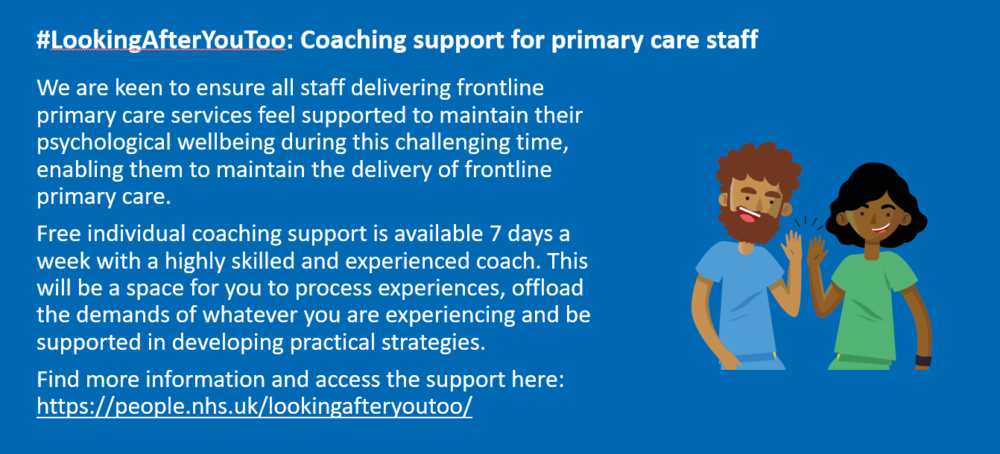 #LookingAfterYouToo: Coaching support for primary care staff
We are keen to ensure all staff delivering frontline
primary care services feel supported to maintain their
psychological wellbeing during this challenging time,
enabling them to maintain the delivery of frontline
primary care.
Free individual coaching support is available 7 days a
week with a highly skilled and experienced coach. This
will be a space for you to process experiences, offload
the demands of whatever you are experiencing and be
supported in developing practical strategies.
Find more information and access the support here:
https://people.nhs.uk/lookingafteryoutoo/